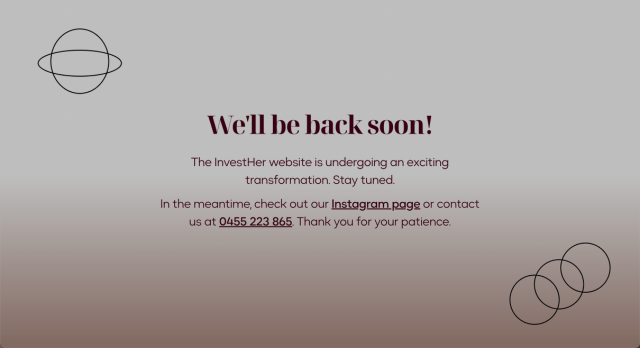 We'll be back soon!
The InvestHer website is undergoing an exciting
transformation. Stay tuned.
In the meantime, check out our Instagram page or contact
us at 0455 223 865. Thank you for your patience.